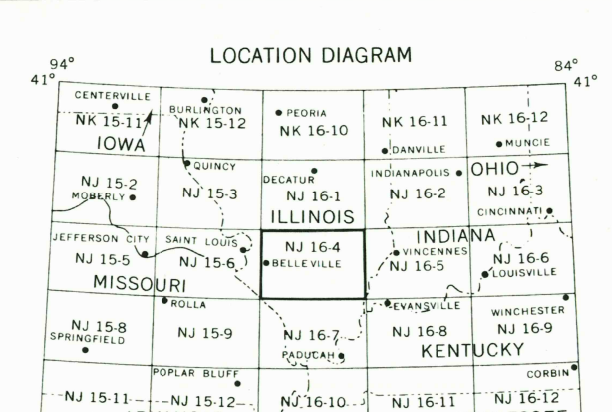 LOCATION DIAGRAM
94°
84°
41°
41°
CENTERVILLE
BURLINGTON
PEORIA
NK 15-11
NK 15-12
NK 16-10
NK 16-11
NK 16-12
IOWA
DANVILLE
MUNCIE
QUINCY
DECATUR
INDIANAPOLIS
OHIO
NJ 15-2
NJ 15-3
NJ 16-1
NJ 16-2
NJ 16-3
MOBERLY
ILLINOIS
CINCINNATI
JEFFERSON CITY
SAINT LOUIS
NJ 16-4
INDIANA
VINCENNES
NJ 15-5
NJ 15-6
BELLEVILLE
NJ 16-5
NJ 16-6
LOUISVILLE
MISSOURI
ROLLA
EVANSVILLE
WINCHESTER
NJ 15-8
NJ 15-9
NJ 16-7
NJ 16-8
NJ 16-9
SPRINGFIELD
PADUCAH
KENTUCKY
POPLAR BLUFF
CORBIN
NJ 15-11
NJ 15-12
NJ 16-10
NJ 16-11
NJ 16-12